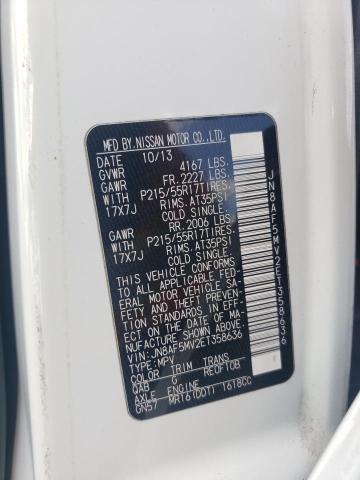 MFD BY NISSAN MOTOR CO., LTD.
DATE 10/13
GVWR 4167 LBS.
GAWR FR. 2227 LBS.
WITH P215/55R17TIRES.
17X7J RIMS. AT35PSI
COLD SINGLE.
GAWR RR. 2006 LBS.
WITH P215/55R17TIRES.
17X7J RIMS. AT35PSI
COLD SINGLE.
THIS VEHICLE CONFORMS
TO ALL APPLICABLE FED-
ERAL MOTOR VEHICLE SA-
FETY AND THEFT PREVEN-
TION STANDARDS IN EFF-
ECT ON THE DATE OF MA-
NUFACTURE SHOWN ABOVE.
VIN: JN8AF5MV2ET358636
TYPE: MPV
COLOR TRIM TRANS
QAB G RE0F10B
AXLE ENGINE
GN57 MR16(DDT) 1618CC
JN8AF5MV2ET358636